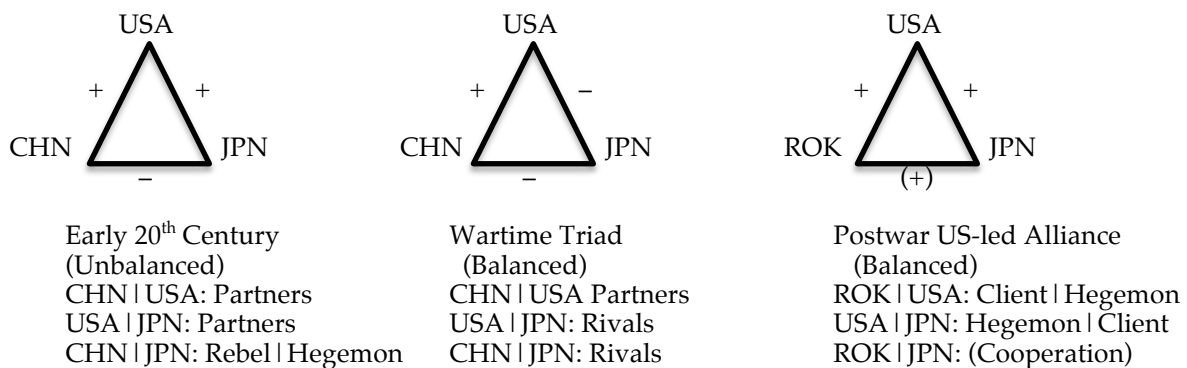 USA
+ +
CHN JPN
–
Early 20th Century
(Unbalanced)
CHN | USA: Partners
USA | JPN: Partners
CHN | JPN: Rebel | Hegemon
USA
+ –
CHN JPN
–
Wartime Triad
(Balanced)
CHN | USA Partners
USA | JPN: Rivals
CHN | JPN: Rivals
USA
+ +
ROK JPN
(+)
Postwar US-led Alliance
(Balanced)
ROK | USA: Client | Hegemon
USA | JPN: Hegemon | Client
ROK | JPN: (Cooperation)